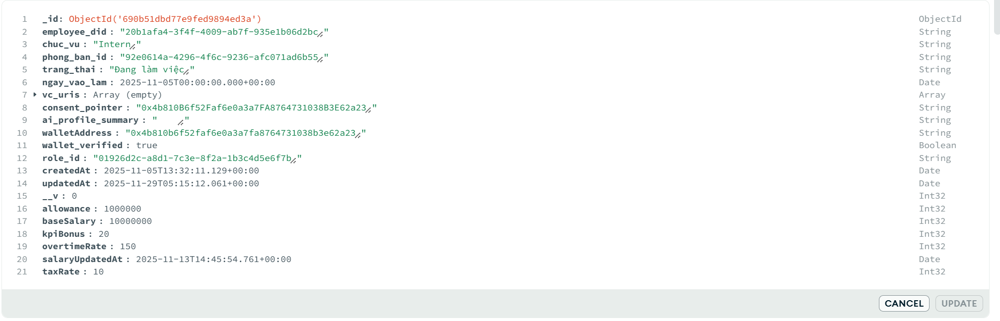 1 _id: ObjectId('690b51dbd77e9fed9894ed3a') ObjectId
2 employee_did : "20b1afa4-3f4f-4009-ab7f-935e1b06d2bc" String
3 chuc_vu : "Intern" String
4 phong_ban_id : "92e0614a-4296-4f6c-9236-afc071ad6b55" String
5 trang_thai : "Đang làm việc" String
6 ngay_vao_lam : 2025-11-05T00:00:00.000+00:00 Date
7 vc_uris : Array (empty) Array
8 consent_pointer : "0x4b810B6f52Faf6e0a3a7FA8764731038B3E62a23" String
9 ai_profile_summary : " " String
10 walletAddress : "0x4b810b6f52faf6e0a3a7fa8764731038b3e62a23" String
11 wallet_verified : true Boolean
12 role_id : "01926d2c-a8d1-7c3e-8f2a-1b3c4d5e6f7b" String
13 createdAt : 2025-11-05T13:32:11.129+00:00 Date
14 updatedAt : 2025-11-29T05:15:12.061+00:00 Date
15 __v : 0 Int32
16 allowance : 1000000 Int32
17 baseSalary : 10000000 Int32
18 kpiBonus : 20 Int32
19 overtimeRate : 150 Int32
20 salaryUpdatedAt : 2025-11-13T14:45:54.761+00:00 Date
21 taxRate : 10 Int32
CANCEL UPDATE